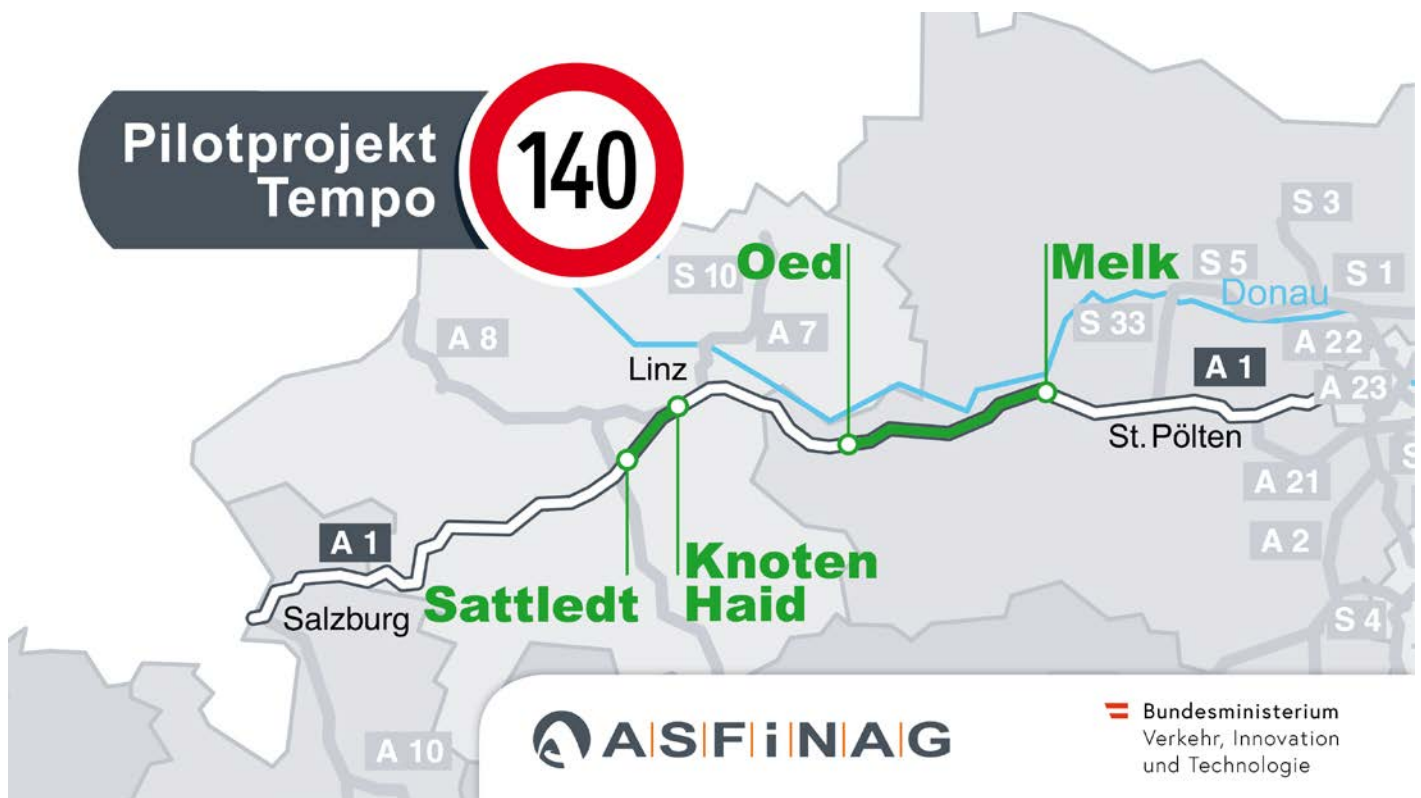 Pilotprojekt
Tempo
140
S 3
S 10
Oed
Melk
S 5
S 1
Donau
A 8
A 7
S 33
A 22
Linz
A 1
A 23
St. Pölten
S
A 21
A 1
Knoten
Haid
A 2
Sattledt
Salzburg
S 4
A 10
ASFiNAG
Bundesministerium
Verkehr, Innovation
und Technologie